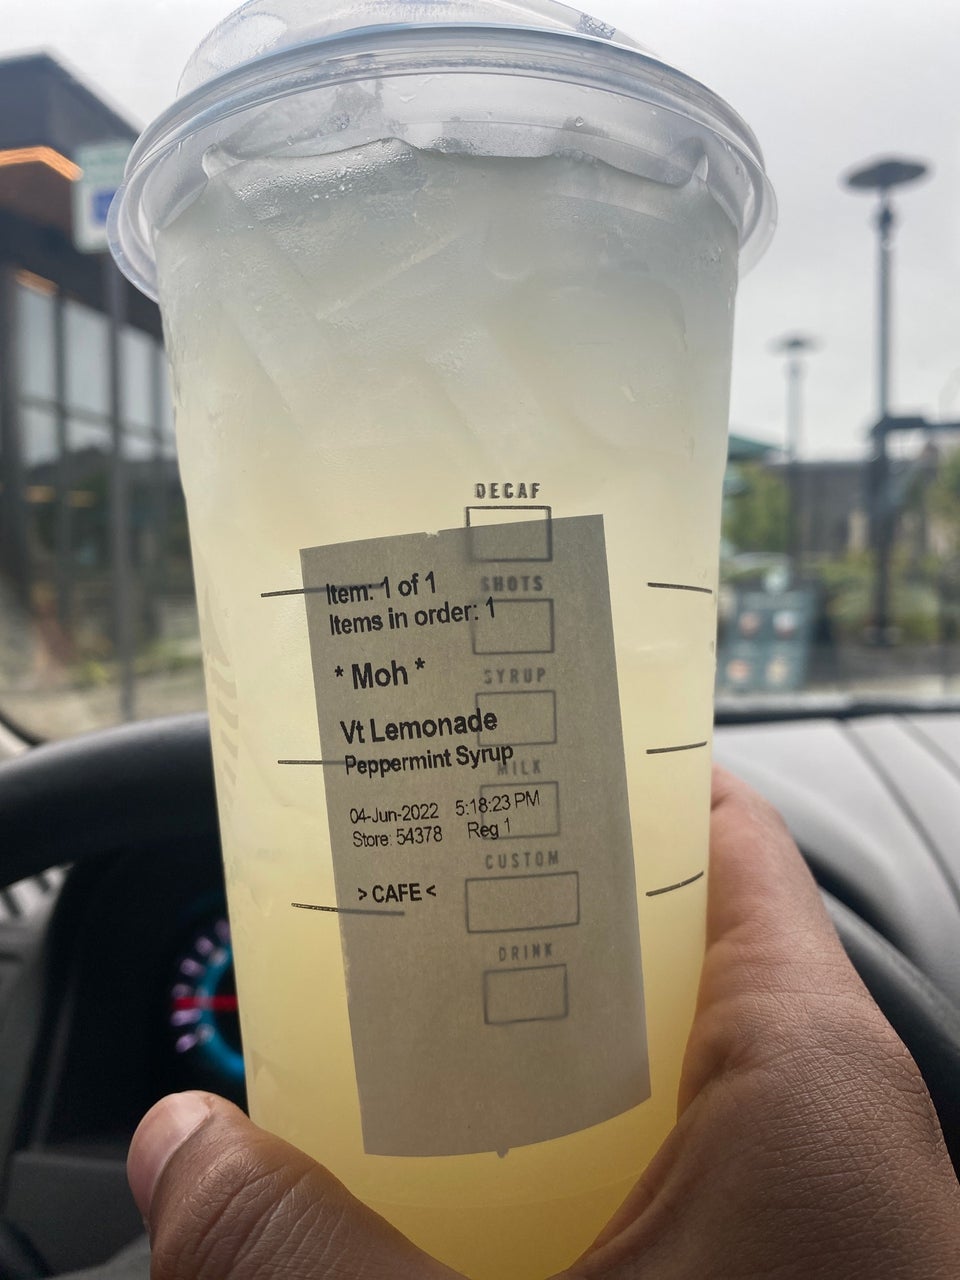 DECAF
Item: 1 of 1
SHOTS
Items in order: 1
* Moh *
SYRUP
Vt Lemonade
Peppermint Syrup
MILK
04-Jun-2022 5:18:23 PM
Store: 54378 Reg 1
CUSTOM
> CAFE <
DRINK